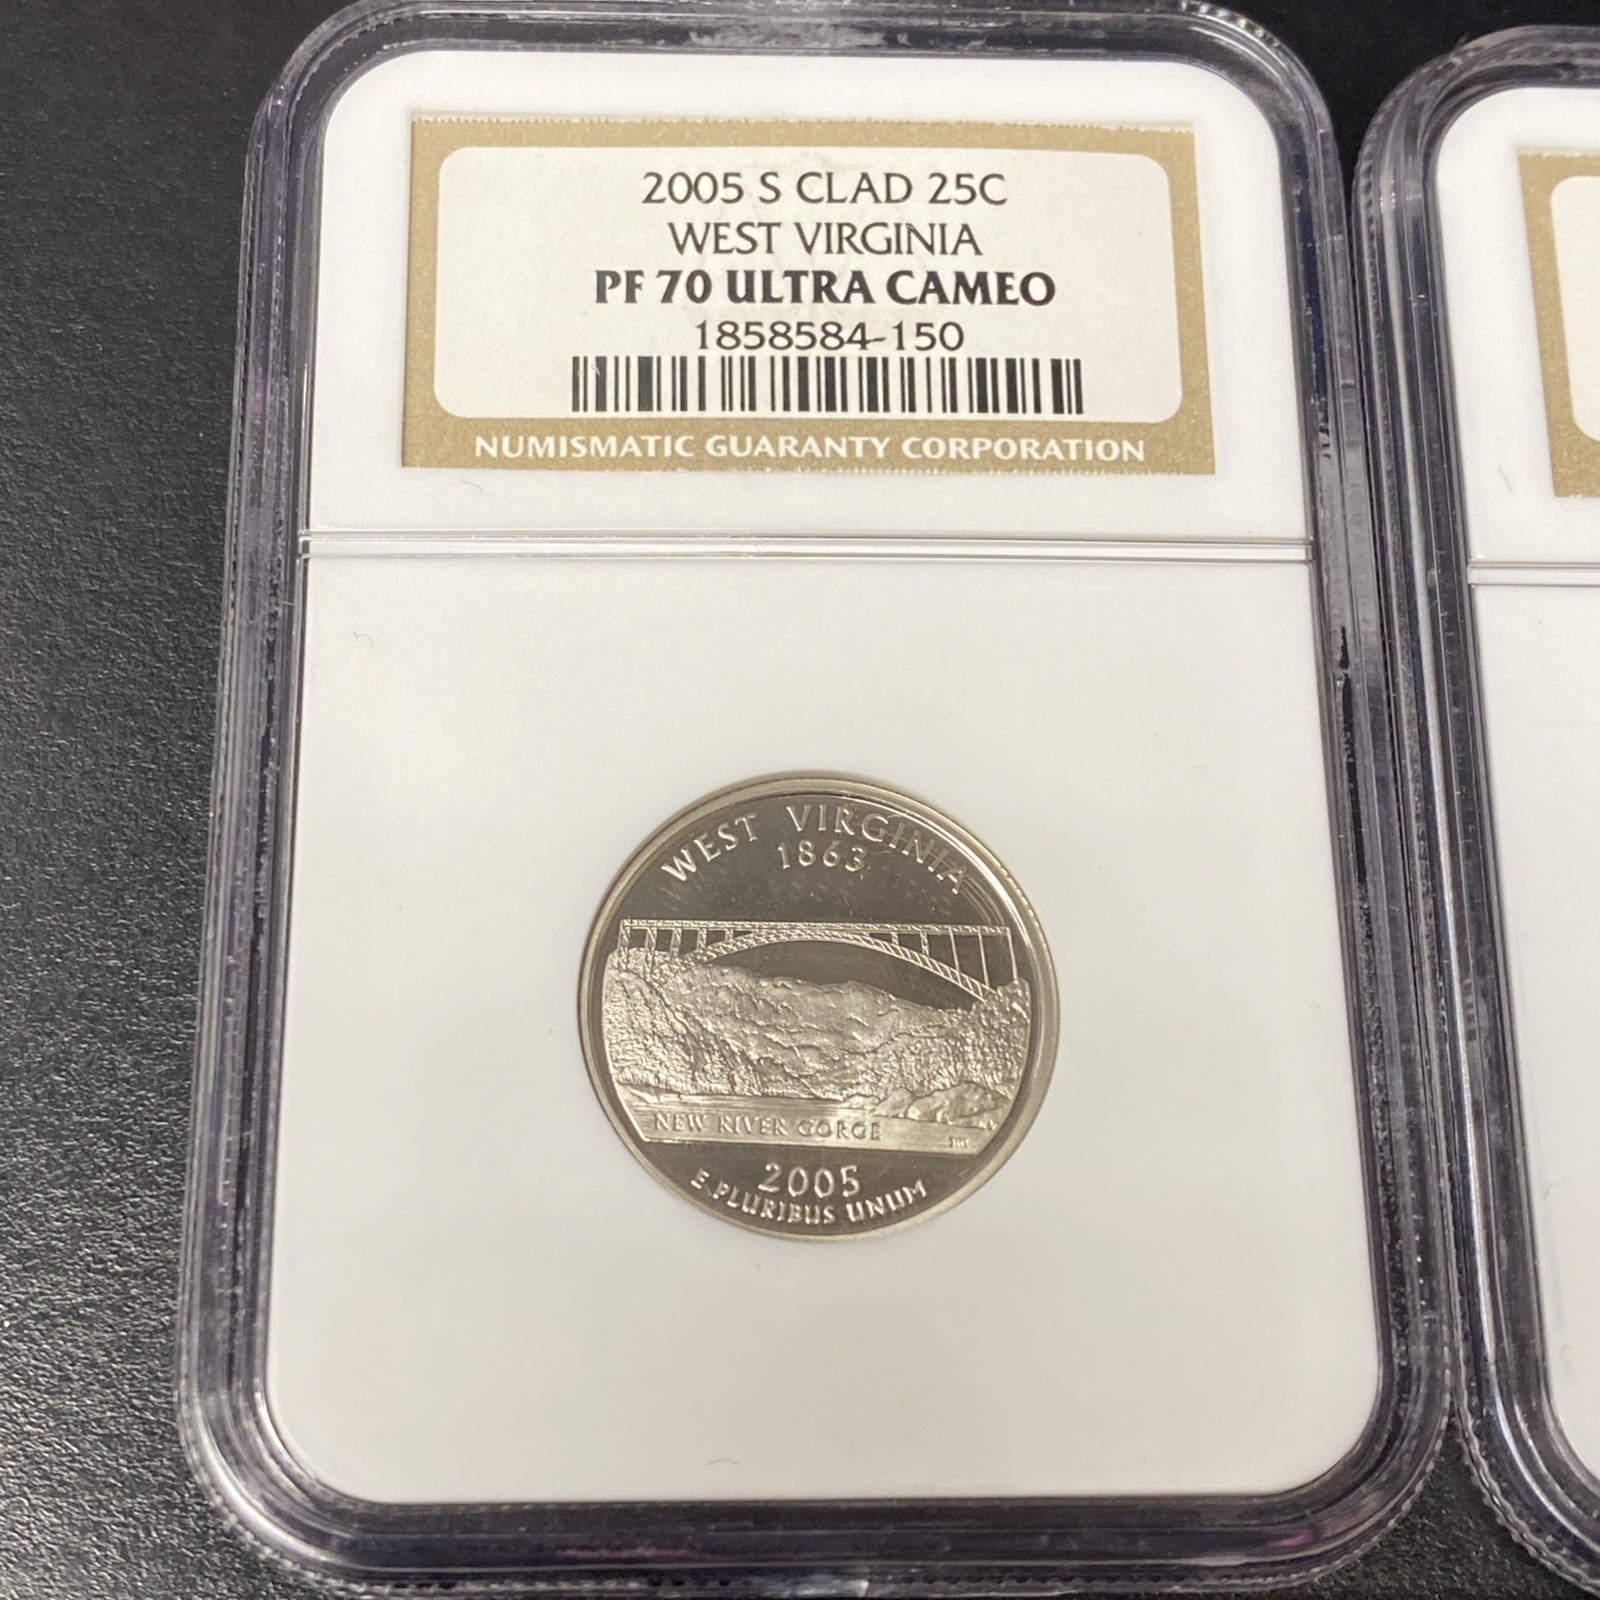 2005 S CLAD 25C
WEST VIRGINIA
PF 70 ULTRA CAMEO
1858584-150
NUMISMATIC GUARANTY CORPORATION
WEST VIRGINIA
1863
NEW RIVER GORGE
2005
E PLURIBUS UNUM